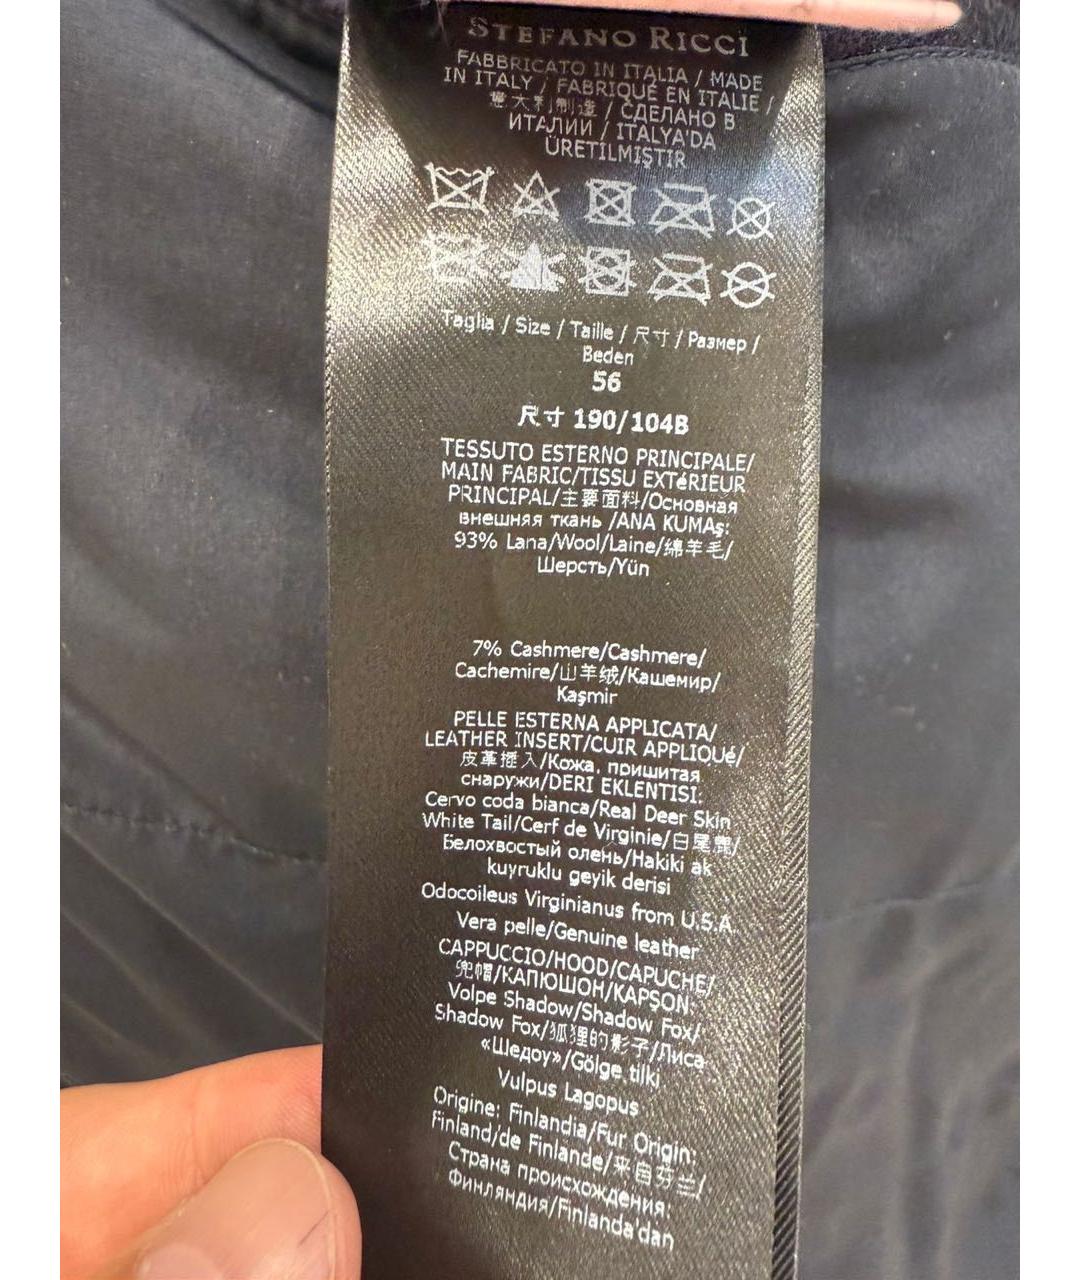 STEFANO RICCI
FABBRICATO IN ITALIA / MADE
IN ITALY / FABRIQUÉ EN ITALIE /
意大利制造 / СДЕЛАНО В
ИТАЛИИ / ITALYA'DA
ÜRETILMIŞTIR
Taglia / Size / Taille / 尺寸 / Размер /
Beden
56
尺寸 190/104B
TESSUTO ESTERNO PRINCIPALE/
MAIN FABRIC/TISSU EXTéRIEUR
PRINCIPAL/主要面料/Основная
внешняя ткань /ANA KUMAş:
93% Lana/Wool/Laine/绵羊毛/
Шерсть/Yün
7% Cashmere/Cashmere/
Cachemire/山羊绒/Кашемир/
Kaşmir
PELLE ESTERNA APPLICATA/
LEATHER INSERT/CUIR APPLIQUé/
皮革插入/Кожа, пришитая
снаружи/DERI EKLENTISI:
Cervo coda bianca/Real Deer Skin
White Tail/Cerf de Virginie/白尾鹿/
Белохвостый олень/Hakiki ak
kuyruklu geyik derisi
Odocoileus Virginianus from U.S.A.
Vera pelle/Genuine leather
CAPPUCCIO/HOOD/CAPUCHE/
兜帽/КАПЮШОН/KAPŞON:
Volpe Shadow/Shadow Fox/
Shadow Fox/狐狸的影子/Лиса
«Шедоу»/Gölge tilki
Vulpus Lagopus
Origine: Finlandia/Fur Origin:
Finland/de Finlande/来自芬兰/
Страна происхождения:
Финляндия/Finlanda'dan